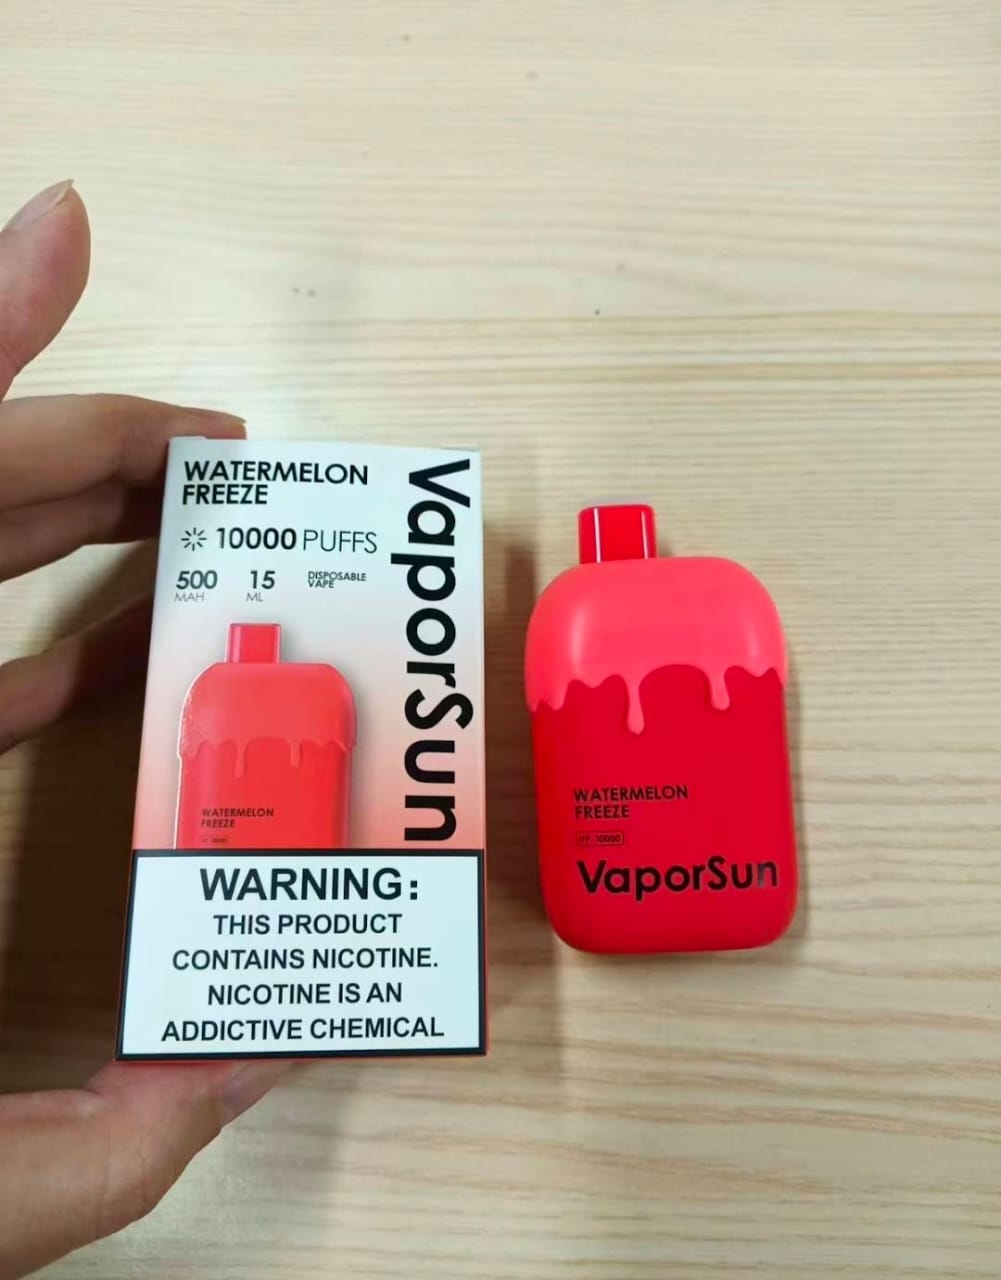 WATERMELON
FREEZE
10000 PUFFS
500
MAH
15
ML
DISPOSABLE
VAPE
VaporSun
WATERMELON
FREEZE
WARNING:
THIS PRODUCT
CONTAINS NICOTINE.
NICOTINE IS AN
ADDICTIVE CHEMICAL
WATERMELON
FREEZE
VP-10000
VaporSun